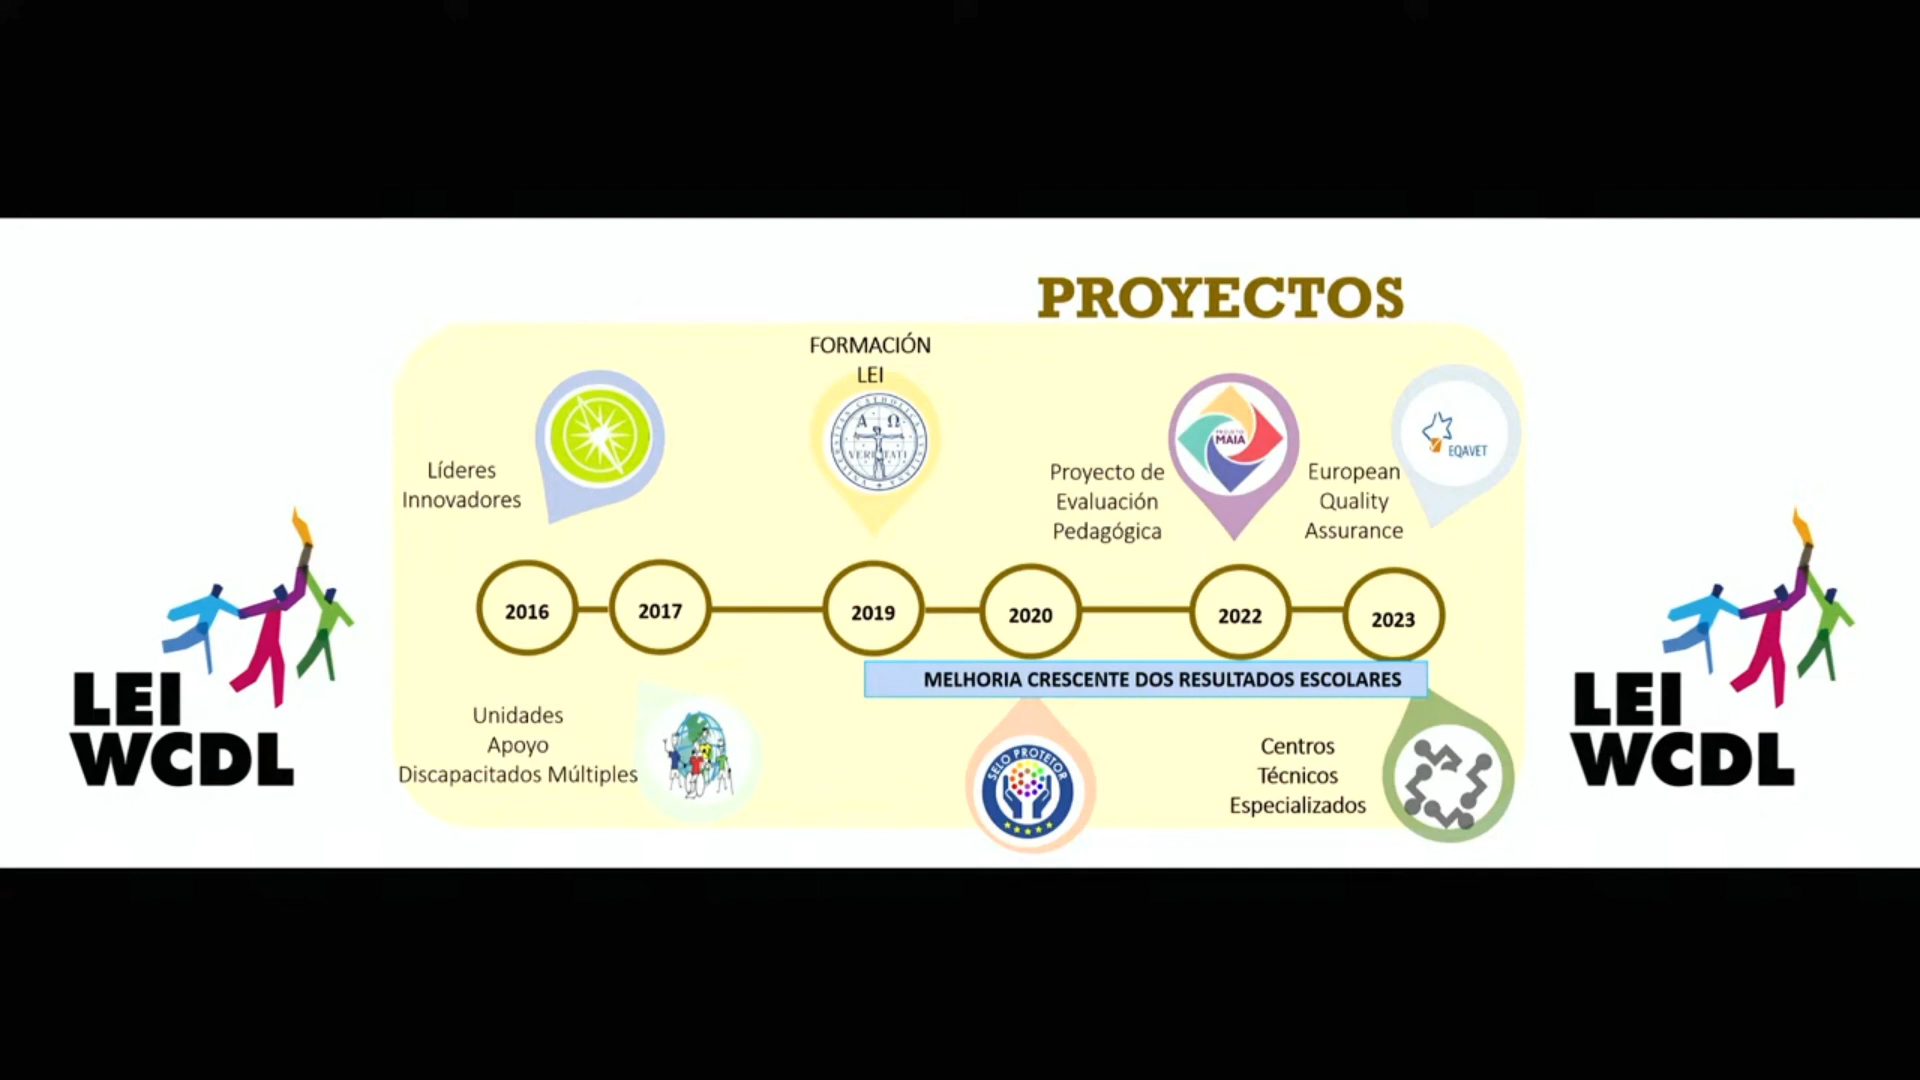 PROYECTOS
FORMACIÓN
LEI
Líderes
Innovadores
Α Ω
VERITATI
Proyecto de
Evaluación
Pedagógica
PROJETO
MAIA
European
Quality
Assurance
EQAVET
2016
2017
2019
2020
2022
2023
MELHORIA CRESCENTE DOS RESULTADOS ESCOLARES
Unidades
Apoyo
Discapacitados Múltiples
SELO PROTETOR
Centros
Técnicos
Especializados
LEI
WCDL
LEI
WCDL